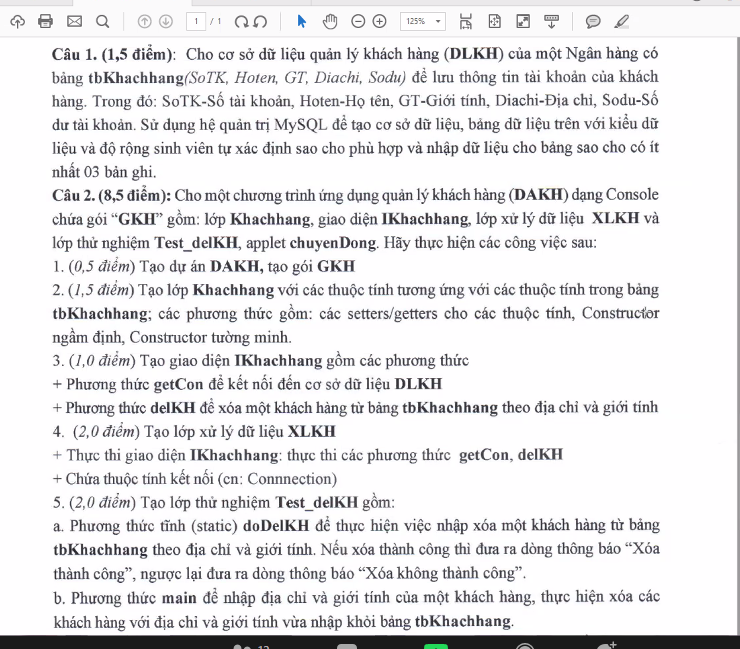 1 / 1
125%
Câu 1. (1,5 điểm): Cho cơ sở dữ liệu quản lý khách hàng (DLKH) của một Ngân hàng có
bảng tbKhachhang(SoTK, Hoten, GT, Diachi, Sodu) để lưu thông tin tài khoản của khách
hàng. Trong đó: SoTK-Số tài khoản, Hoten-Họ tên, GT-Giới tính, Diachi-Địa chỉ, Sodu-Số
dư tài khoản. Sử dụng hệ quản trị MySQL để tạo cơ sở dữ liệu, bảng dữ liệu trên với kiểu dữ
liệu và độ rộng sinh viên tự xác định sao cho phù hợp và nhập dữ liệu cho bảng sao cho có ít
nhất 03 bản ghi.
Câu 2. (8,5 điểm): Cho một chương trình ứng dụng quản lý khách hàng (DAKH) dạng Console
chứa gói “GKH” gồm: lớp Khachhang, giao diện IKhachhang, lớp xử lý dữ liệu XLKH và
lớp thử nghiệm Test_delKH, applet chuyenDong. Hãy thực hiện các công việc sau:
1. (0,5 điểm) Tạo dự án DAKH, tạo gói GKH
2. (1,5 điểm) Tạo lớp Khachhang với các thuộc tính tương ứng với các thuộc tính trong bảng
tbKhachhang; các phương thức gồm: các setters/getters cho các thuộc tính, Constructor
ngầm định, Constructor tường minh.
3. (1,0 điểm) Tạo giao diện IKhachhang gồm các phương thức
+ Phương thức getCon để kết nối đến cơ sở dữ liệu DLKH
+ Phương thức delKH để xóa một khách hàng từ bảng tbKhachhang theo địa chỉ và giới tính
4. (2,0 điểm) Tạo lớp xử lý dữ liệu XLKH
+ Thực thi giao diện IKhachhang: thực thi các phương thức getCon, delKH
+ Chứa thuộc tính kết nối (cn: Connnection)
5. (2,0 điểm) Tạo lớp thử nghiệm Test_delKH gồm:
a. Phương thức tĩnh (static) doDelKH để thực hiện việc nhập xóa một khách hàng từ bảng
tbKhachhang theo địa chỉ và giới tính. Nếu xóa thành công thì đưa ra dòng thông báo “Xóa
thành công”, ngược lại đưa ra dòng thông báo “Xóa không thành công”.
b. Phương thức main để nhập địa chỉ và giới tính của một khách hàng, thực hiện xóa các
khách hàng với địa chỉ và giới tính vừa nhập khỏi bảng tbKhachhang.